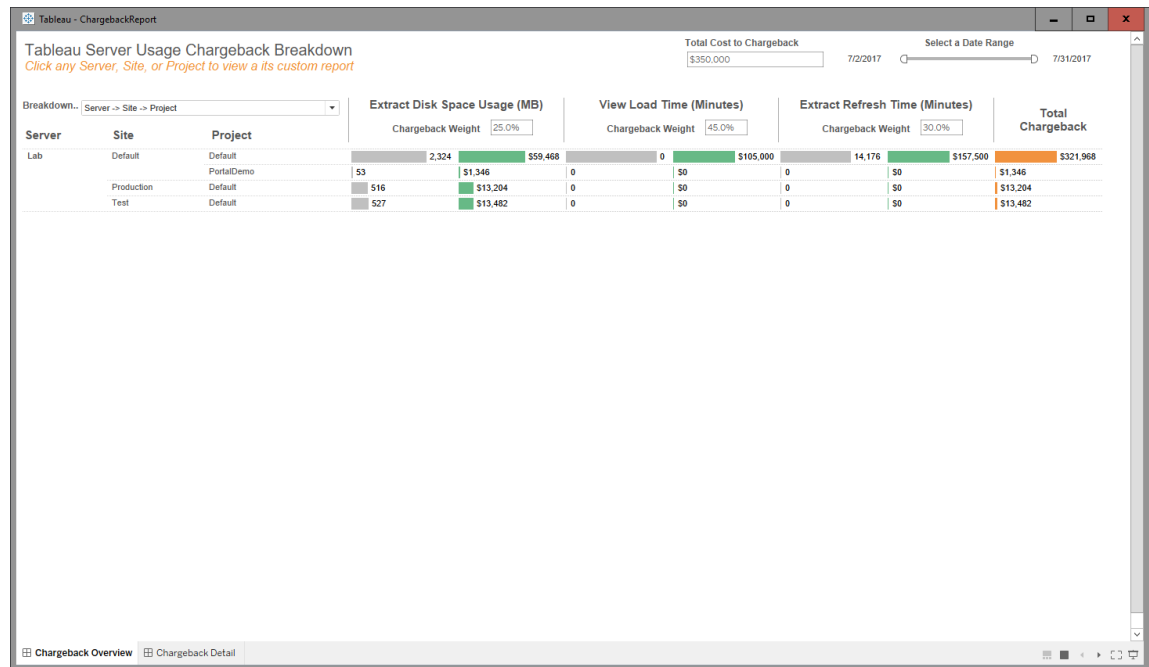 Tableau - ChargebackReport
Tableau Server Usage Chargeback Breakdown
Click any Server, Site, or Project to view a its custom report
Total Cost to Chargeback
$350,000
Select a Date Range
7/2/2017 7/31/2017
Breakdown.. Server -> Site -> Project
Extract Disk Space Usage (MB) View Load Time (Minutes) Extract Refresh Time (Minutes) Total Chargeback
Chargeback Weight 25.0% Chargeback Weight 45.0% Chargeback Weight 30.0%
Server Site Project
Lab Default Default 2,324 $59,468 0 $105,000 14,176 $157,500 $321,968
PortalDemo 53 $1,346 0 $0 0 $0 $1,346
Production Default 516 $13,204 0 $0 0 $0 $13,204
Test Default 527 $13,482 0 $0 0 $0 $13,482
Chargeback Overview Chargeback Detail